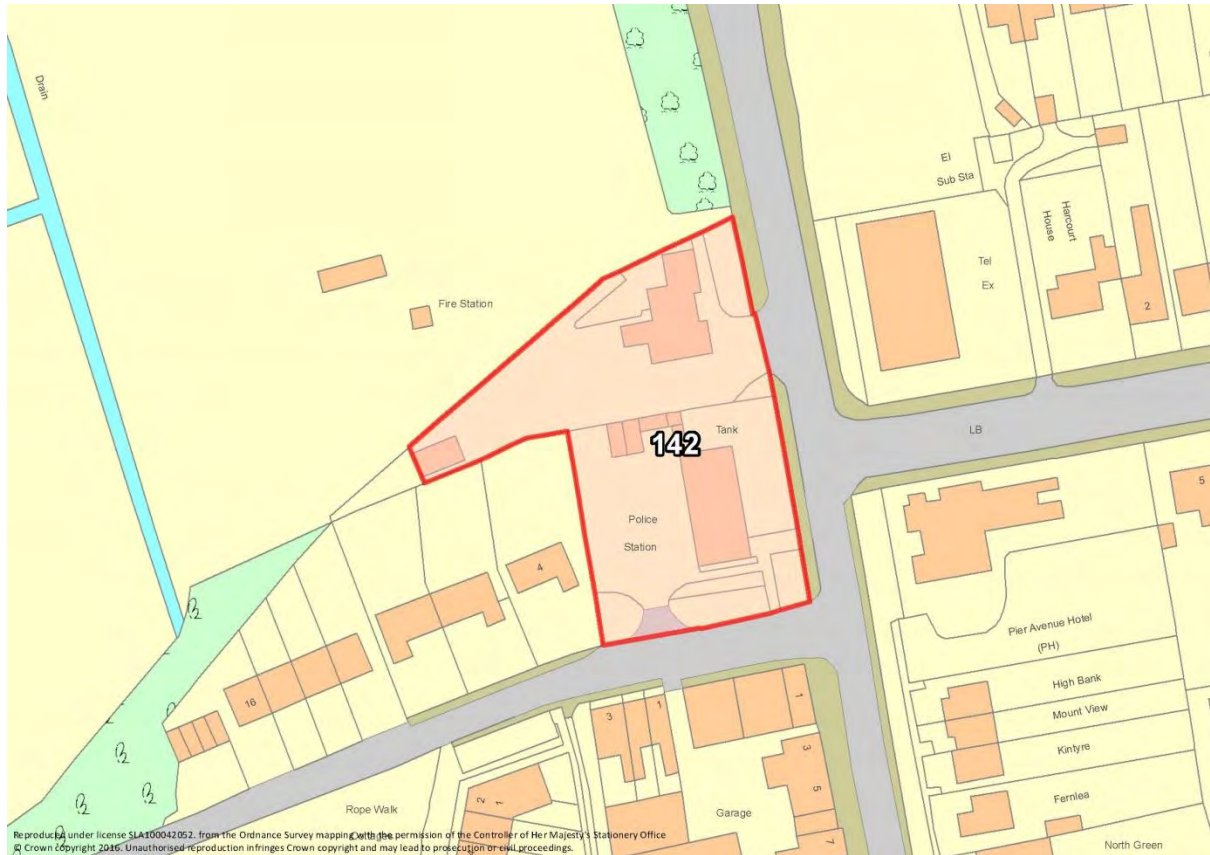 Drain
El
Sub Sta
Harcourt
House
Tel
Ex
2
Fire Station
142
Tank
LB
Police
Station
5
4
Pier Avenue Hotel
(PH)
High Bank
Mount View
Kintyre
Fernlea
North Green
16
3
1
1
3
5
7
Garage
2
1
Rope Walk
Reproduced under license SLA100042052. from the Ordnance Survey mapping with the permission of the Controller of Her Majesty's Stationery Office
© Crown copyright 2016. Unauthorised reproduction infringes Crown copyright and may lead to prosecution or civil proceedings.